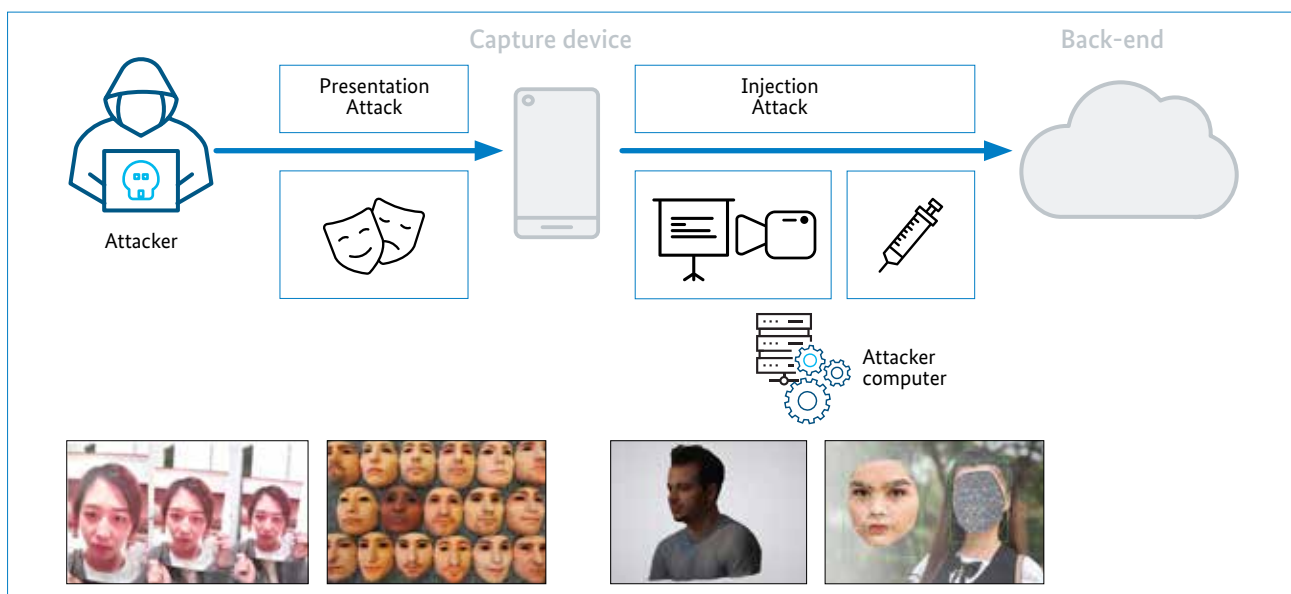 Capture device
Back-end
Presentation
Attack
Injection
Attack
Attacker
Attacker
computer